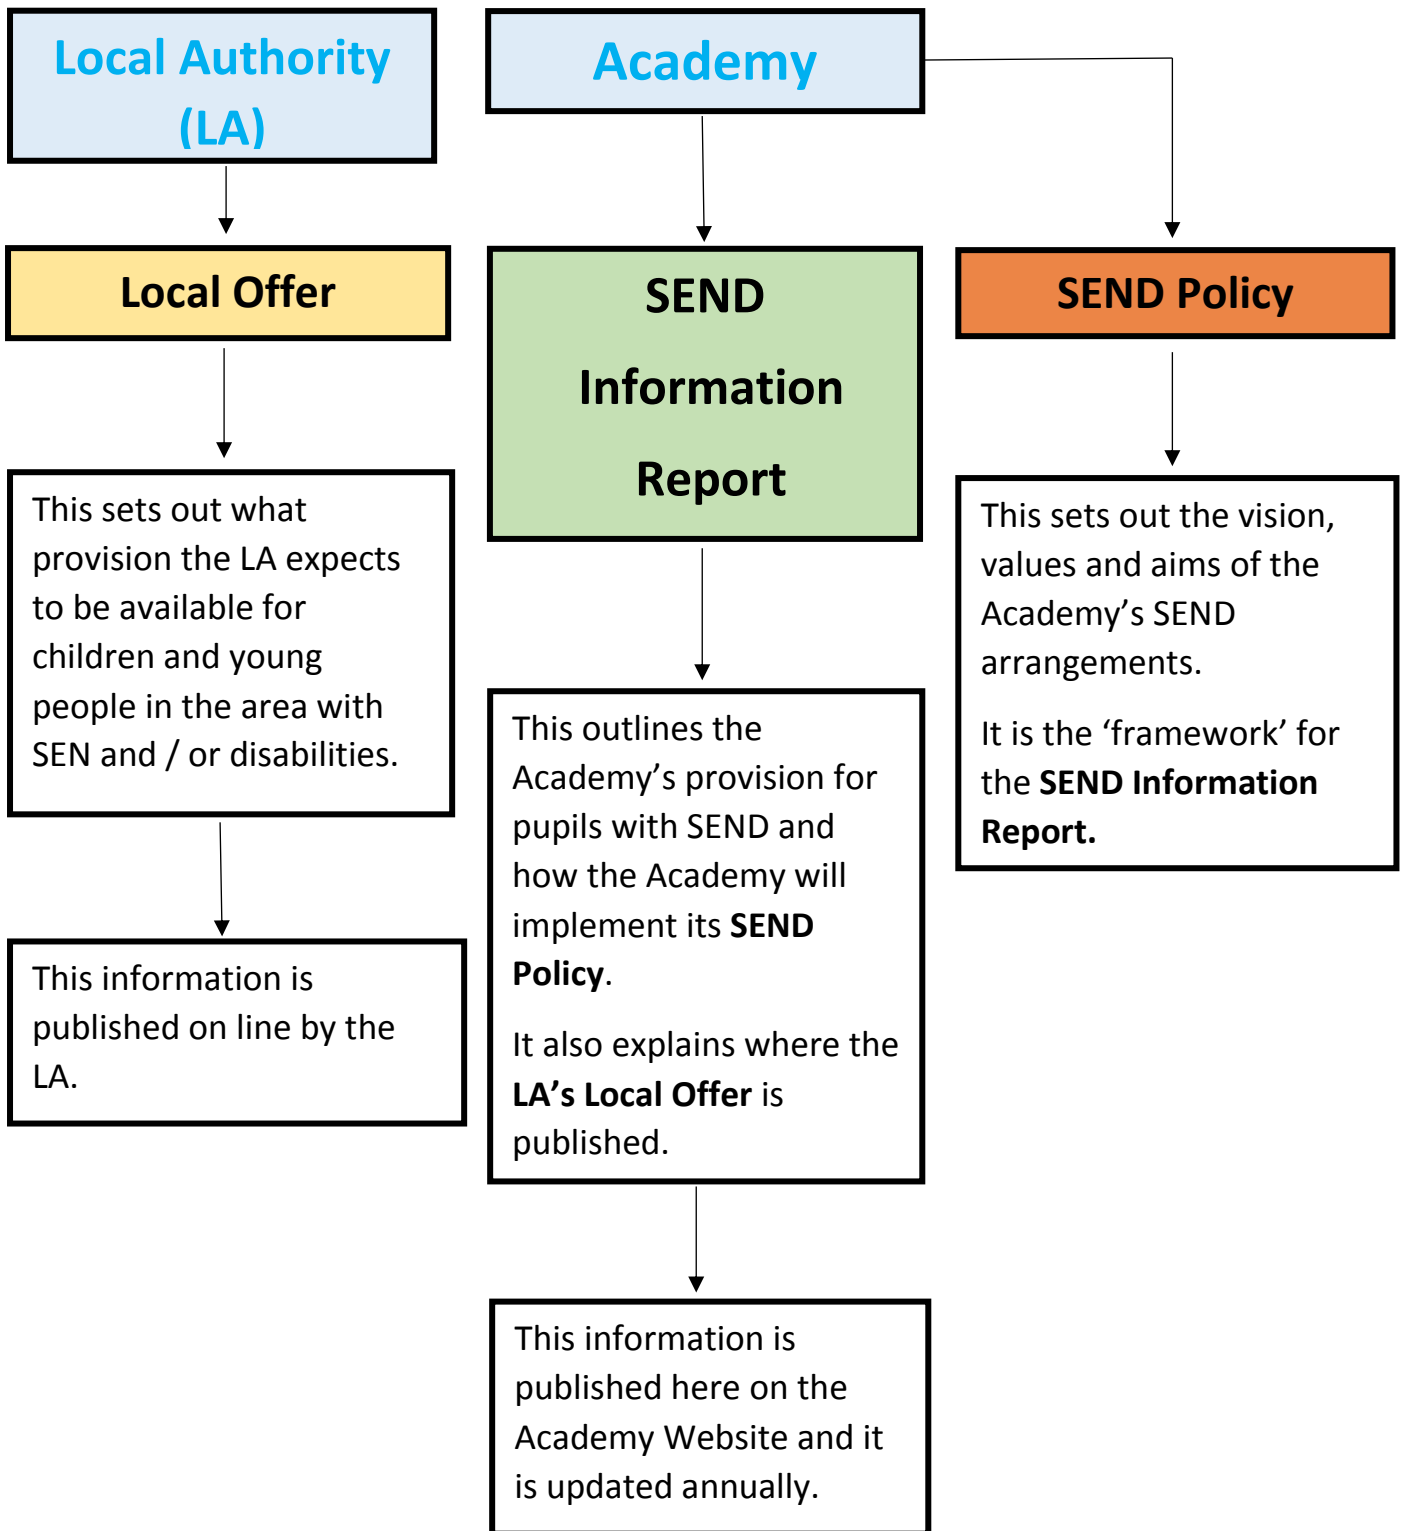 Local Authority
(LA)
Academy
Local Offer
SEND
Information
Report
SEND Policy
This sets out what
provision the LA expects
to be available for
children and young
people in the area with
SEN and / or disabilities.
This information is
published on line by the
LA.
This outlines the
Academy’s provision for
pupils with SEND and
how the Academy will
implement its SEND
Policy.
It also explains where the
LA’s Local Offer is
published.
This information is
published here on the
Academy Website and it
is updated annually.
This sets out the vision,
values and aims of the
Academy’s SEND
arrangements.
It is the ‘framework’ for
the SEND Information
Report.